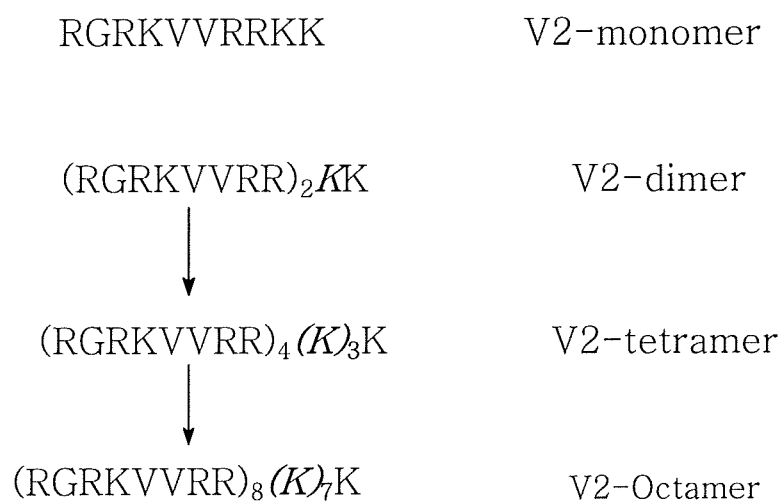 RGRKVVRRKK V2-monomer
(RGRKVVRR)₂KK V2-dimer
(RGRKVVRR)₄(K)₃K V2-tetramer
(RGRKVVRR)₈(K)₇K V2-Octamer